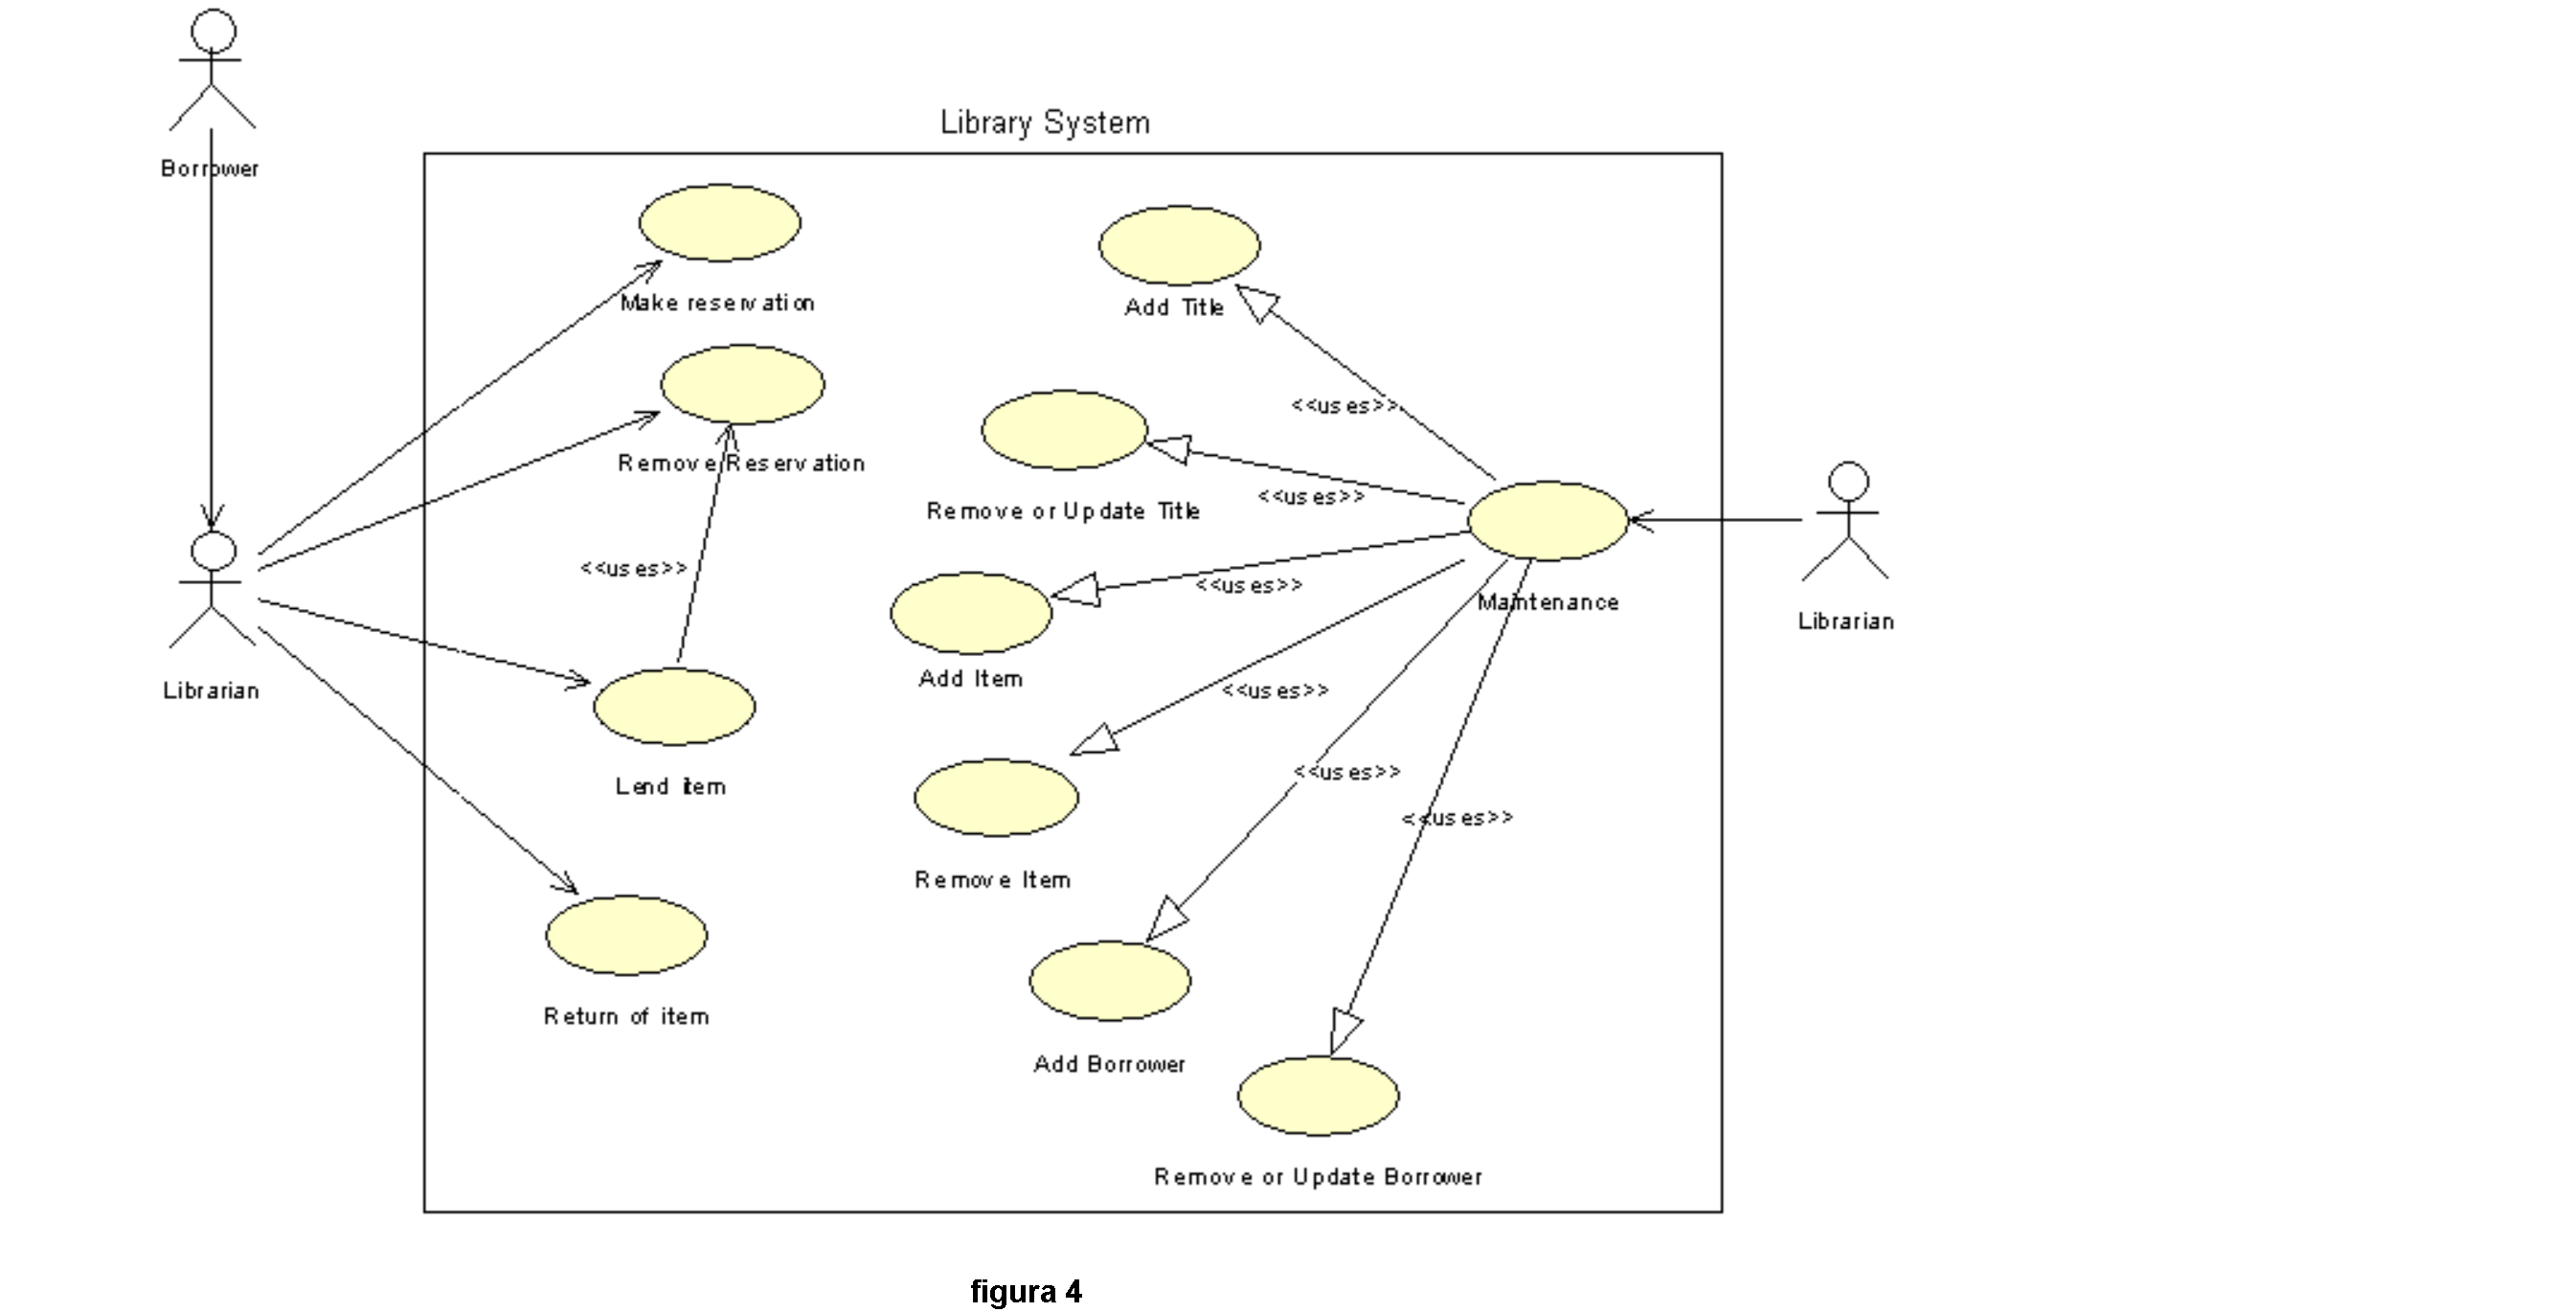 Borrower
Library System
Make reservation
Add Title
<<uses>>
Remove Reservation
<<uses>>
Remove or Update Title
<<uses>>
<<uses>>
Maintenance
Librarian
Add Item
Librarian
<<uses>>
Lend item
<<uses>>
<<uses>>
Remove Item
Return of item
Add Borrower
Remove or Update Borrower
figura 4